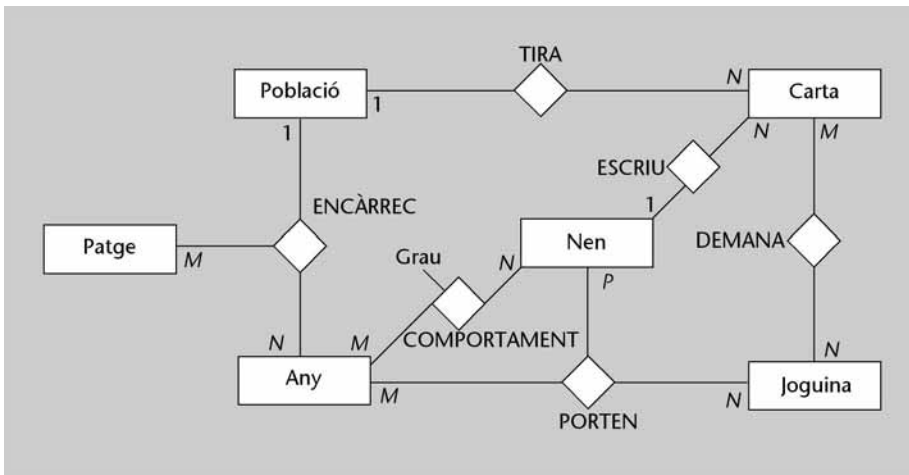 TIRA
Població
1
N
Carta
1
N
M
ESCRIU
ENCÀRREC
1
Patge
M
Nen
DEMANA
Grau
N
P
N
M
COMPORTAMENT
N
Any
M
Joguina
N
PORTEN